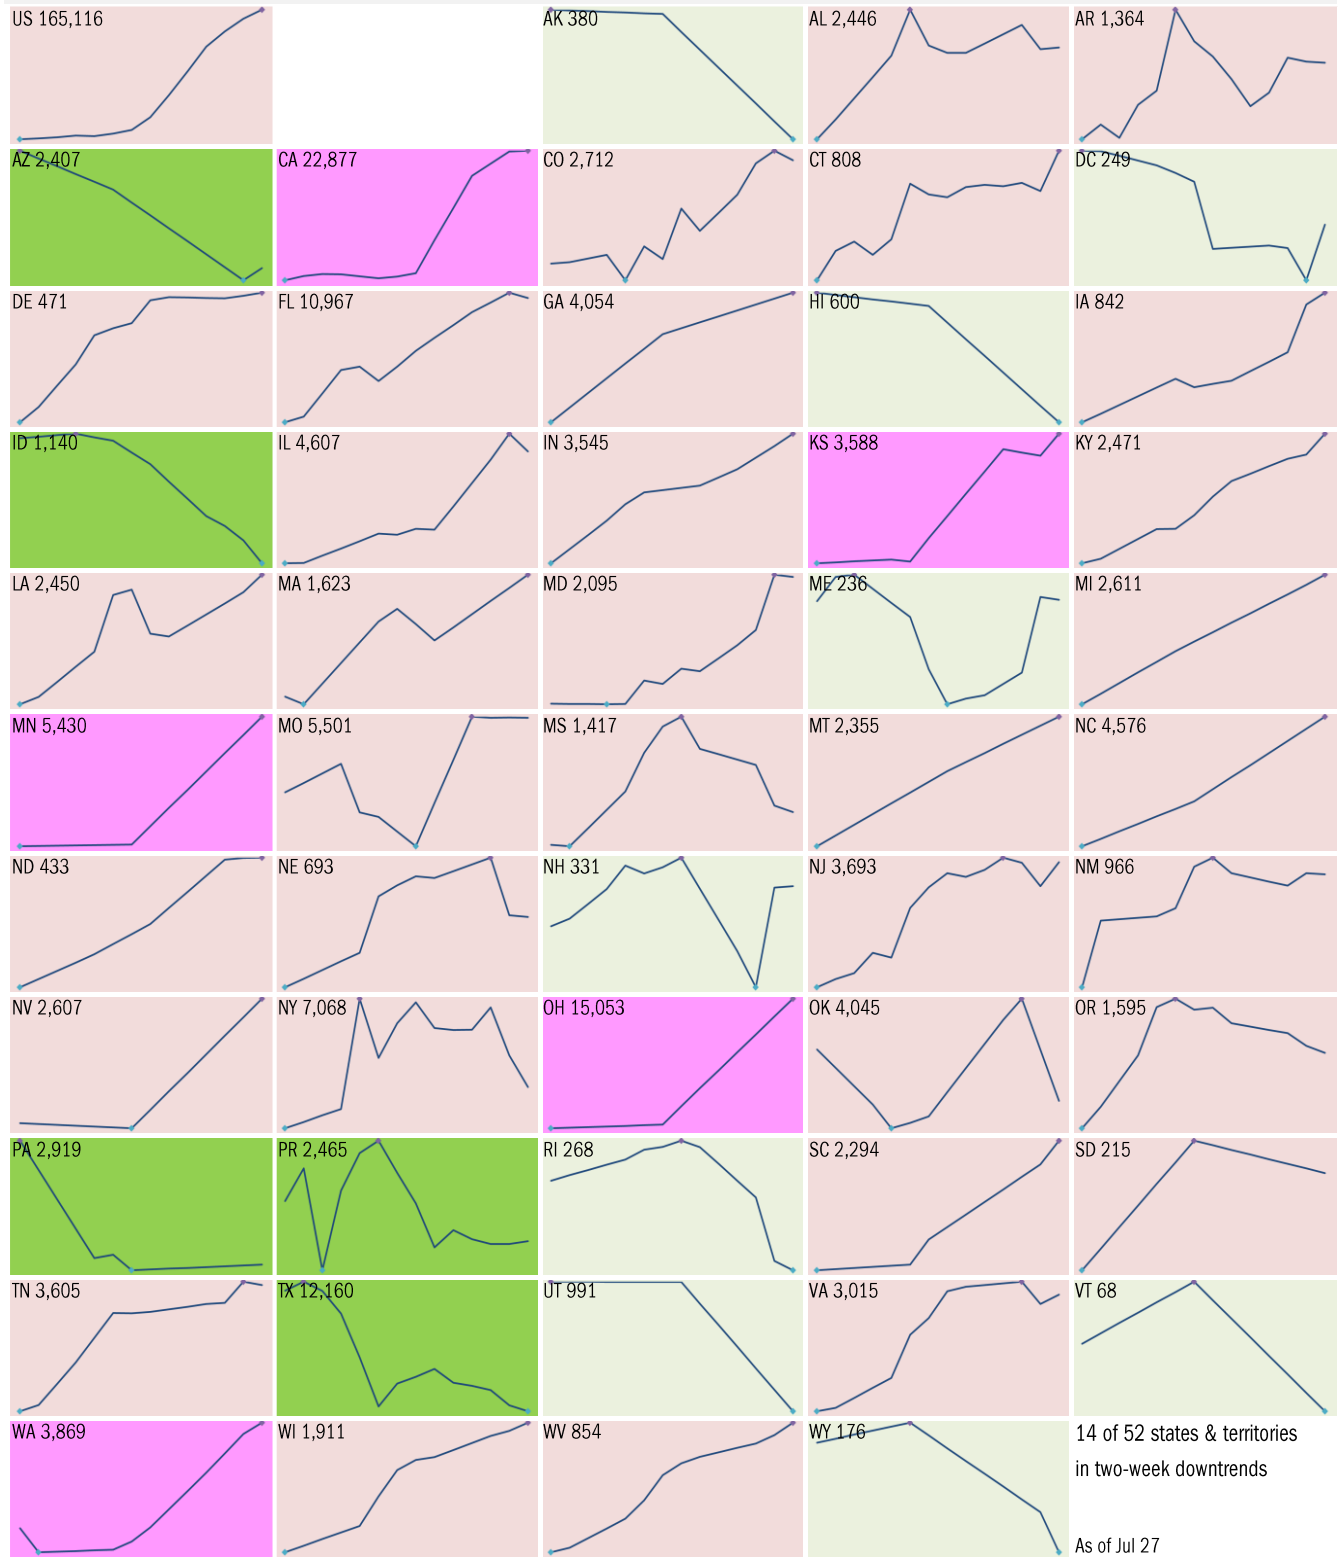 US 165,116
AK 380
AL 2,446
AR 1,364
AZ 2,407
CA 22,877
CO 2,712
CT 808
DC 249
DE 471
FL 10,967
GA 4,054
HI 600
IA 842
ID 1,140
IL 4,607
IN 3,545
KS 3,588
KY 2,471
LA 2,450
MA 1,623
MD 2,095
ME 236
MI 2,611
MN 5,430
MO 5,501
MS 1,417
MT 2,355
NC 4,576
ND 433
NE 693
NH 331
NJ 3,693
NM 966
NV 2,607
NY 7,068
OH 15,053
OK 4,045
OR 1,595
PA 2,919
PR 2,465
RI 268
SC 2,294
SD 215
TN 3,605
TX 12,160
UT 991
VA 3,015
VT 68
WA 3,869
WI 1,911
WV 854
WY 176
14 of 52 states & territories
in two-week downtrends
As of Jul 27